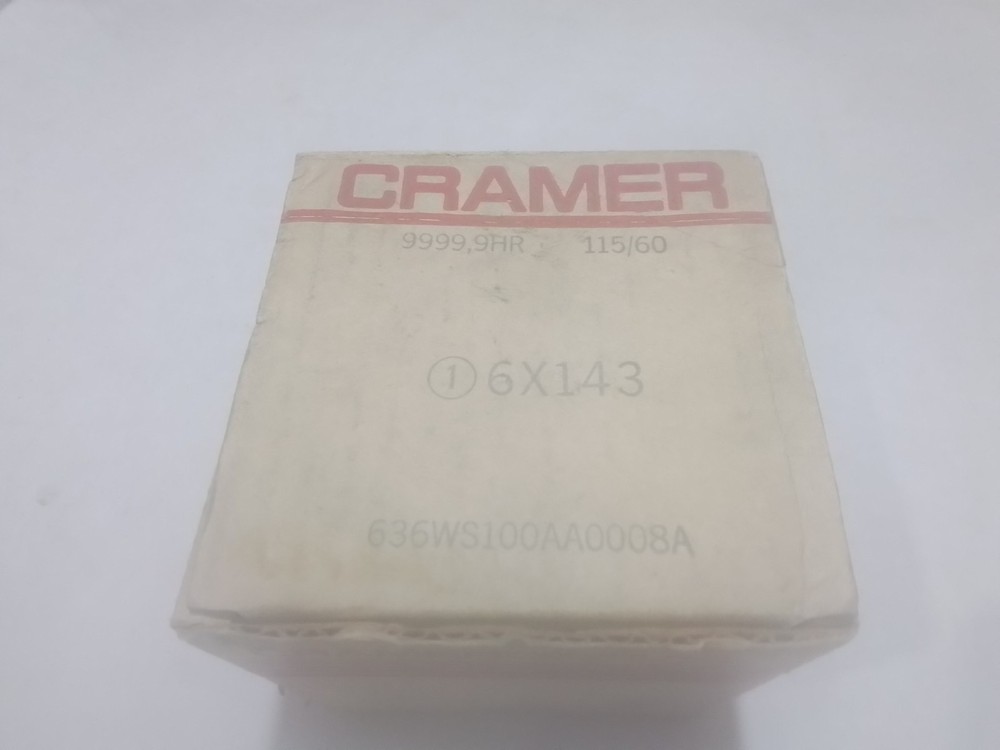 CRAMER
9999,9HR 115/60
① 6X143
636WS100AA0008A